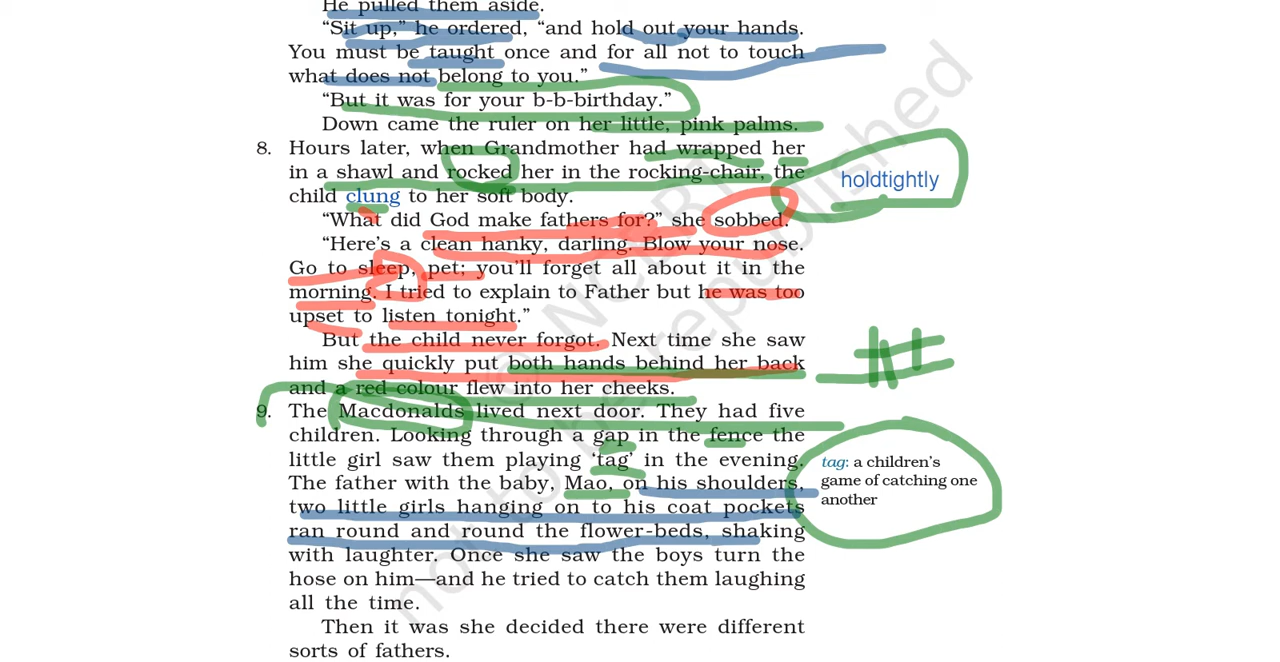 He pulled them aside.
“Sit up,” he ordered, “and hold out your hands.
You must be taught once and for all not to touch
what does not belong to you.”
“But it was for your b-b-birthday.”
Down came the ruler on her little, pink palms.
8. Hours later, when Grandmother had wrapped her
in a shawl and rocked her in the rocking-chair, the
child clung to her soft body.
holdtightly
“What did God make fathers for?” she sobbed.
“Here’s a clean hanky, darling. Blow your nose.
Go to sleep, pet; you’ll forget all about it in the
morning. I tried to explain to Father but he was too
upset to listen tonight.”
But the child never forgot. Next time she saw
him she quickly put both hands behind her back
and a red colour flew into her cheeks.
9. The Macdonalds lived next door. They had five
children. Looking through a gap in the fence the
little girl saw them playing ‘tag’ in the evening.
The father with the baby, Mao, on his shoulders,
two little girls hanging on to his coat pockets
ran round and round the flower-beds, shaking
with laughter. Once she saw the boys turn the
hose on him—and he tried to catch them laughing
all the time.
Then it was she decided there were different
sorts of fathers.
tag: a children’s
game of catching one
another
© NCERT
not to be republished